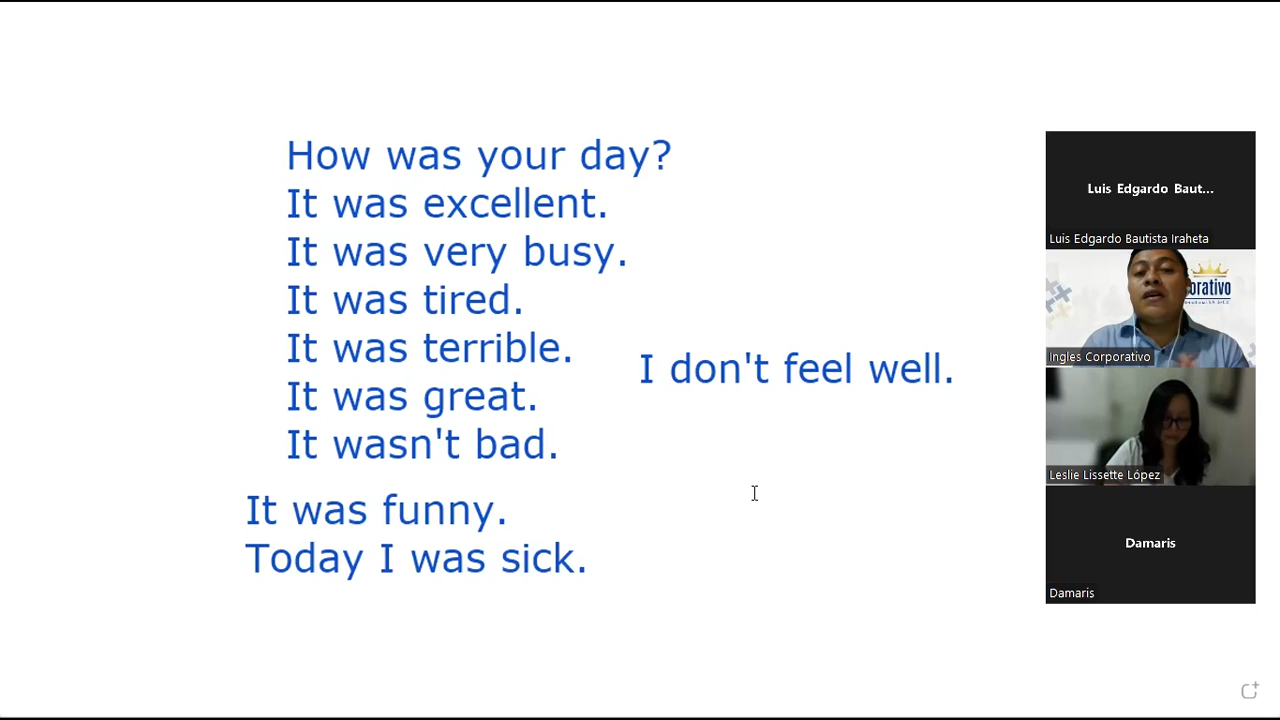 How was your day?
It was excellent.
It was very busy.
It was tired.
It was terrible.
It was great.
It wasn't bad.
I don't feel well.
It was funny.
Today I was sick.
Luis Edgardo Baut...
Luis Edgardo Bautista Iraheta
orativo
Ingles Corporativo
Leslie Lissette López
Damaris
Damaris